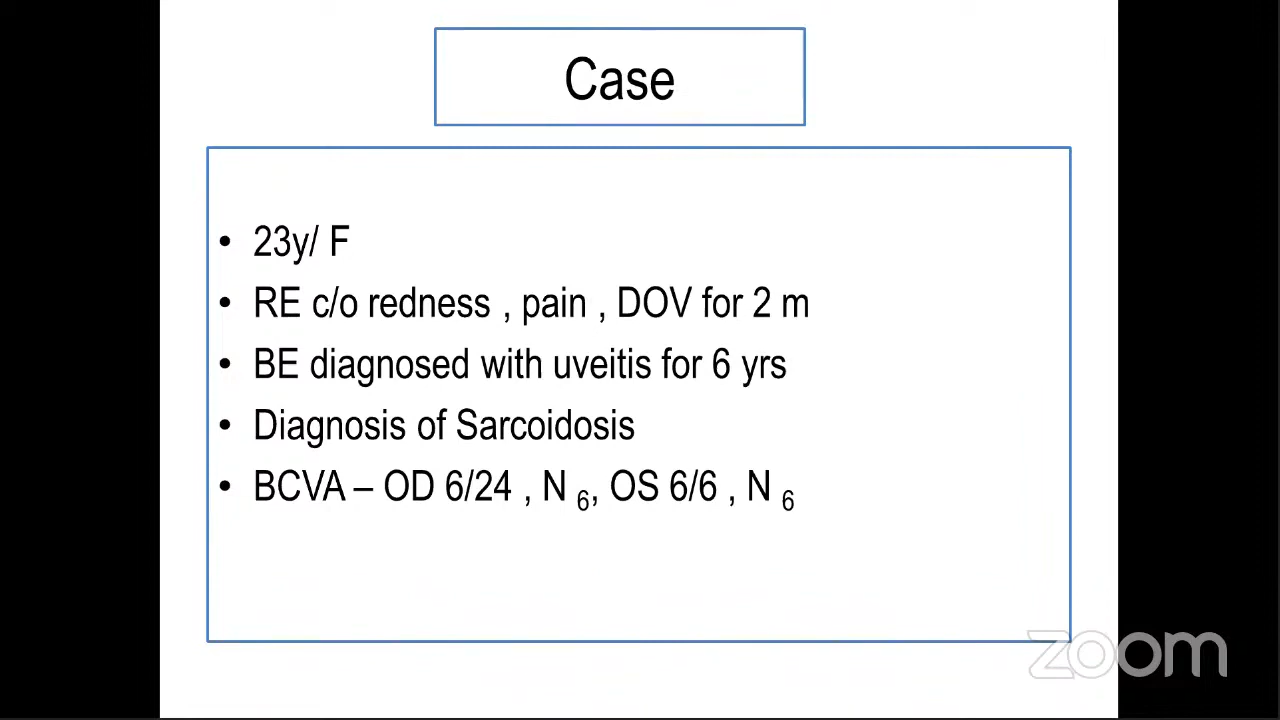 Case
• 23y/ F
• RE c/o redness , pain , DOV for 2 m
• BE diagnosed with uveitis for 6 yrs
• Diagnosis of Sarcoidosis
• BCVA – OD 6/24 , N 6, OS 6/6 , N 6
zoom